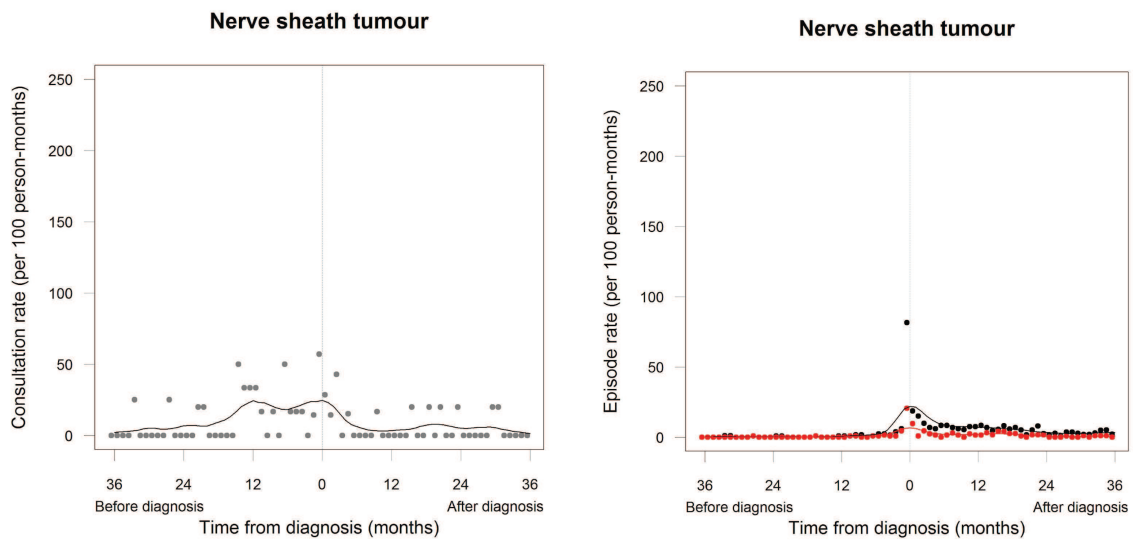 Nerve sheath tumour
Consultation rate (per 100 person-months)
250
200
150
100
50
0
36 24 12 0 12 24 36
Before diagnosis After diagnosis
Time from diagnosis (months)
Nerve sheath tumour
Episode rate (per 100 person-months)
250
200
150
100
50
0
36 24 12 0 12 24 36
Before diagnosis After diagnosis
Time from diagnosis (months)